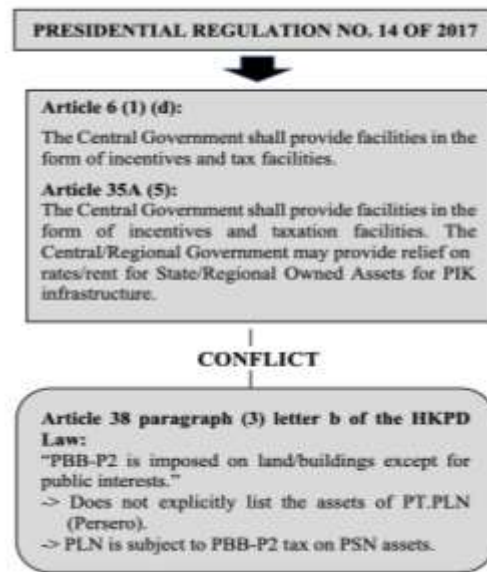 PRESIDENTIAL REGULATION NO. 14 OF 2017
Article 6 (1) (d):
The Central Government shall provide facilities in the
form of incentives and tax facilities.
Article 35A (5):
The Central Government shall provide facilities in the
form of incentives and taxation facilities. The
Central/Regional Government may provide relief on
rates/rent for State/Regional Owned Assets for PIK
infrastructure.
CONFLICT
Article 38 paragraph (3) letter b of the HKPD
Law:
“PBB-P2 is imposed on land/buildings except for
public interests.”
-> Does not explicitly list the assets of PT.PLN
(Persero).
-> PLN is subject to PBB-P2 tax on PSN assets.